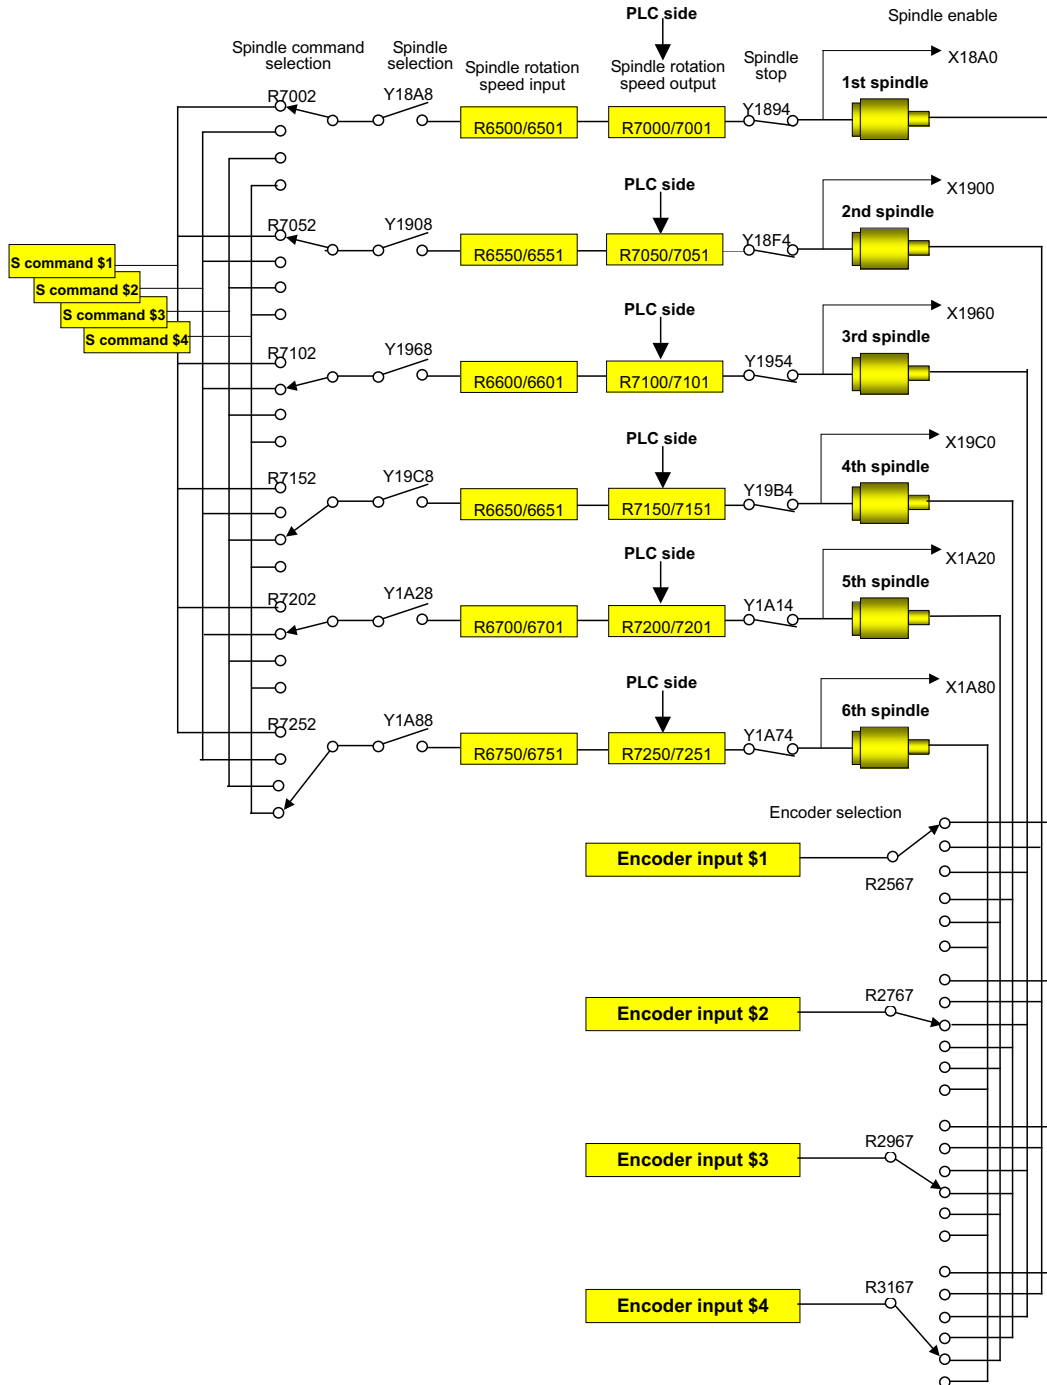 PLC side
Spindle enable
Spindle command
selection
Spindle
selection
Spindle rotation
speed input
Spindle rotation
speed output
Spindle
stop
X18A0
1st spindle
R7002
Y18A8
R6500/6501
R7000/7001
Y1894
PLC side
X1900
2nd spindle
R7052
Y1908
R6550/6551
R7050/7051
Y18F4
S command $1
S command $2
S command $3
S command $4
PLC side
X1960
3rd spindle
R7102
Y1968
R6600/6601
R7100/7101
Y1954
PLC side
X19C0
4th spindle
R7152
Y19C8
R6650/6651
R7150/7151
Y19B4
PLC side
X1A20
5th spindle
R7202
Y1A28
R6700/6701
R7200/7201
Y1A14
PLC side
X1A80
6th spindle
R7252
Y1A88
R6750/6751
R7250/7251
Y1A74
Encoder selection
Encoder input $1
R2567
Encoder input $2
R2767
Encoder input $3
R2967
Encoder input $4
R3167